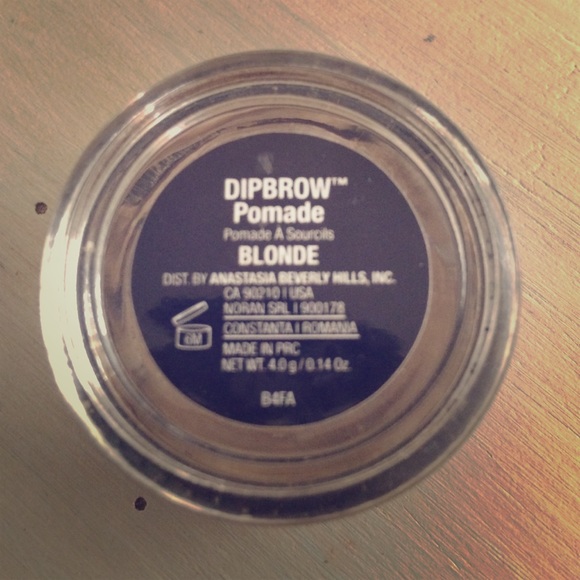 DIPBROW™
Pomade
Pomade À Sourcils
BLONDE
DIST. BY ANASTASIA BEVERLY HILLS, INC.
CA 90210 | USA
NORAN SRL | 900178
CONSTANTA | ROMANIA
6M
MADE IN PRC
NET WT. 4.0 g / 0.14 Oz.
B4FA